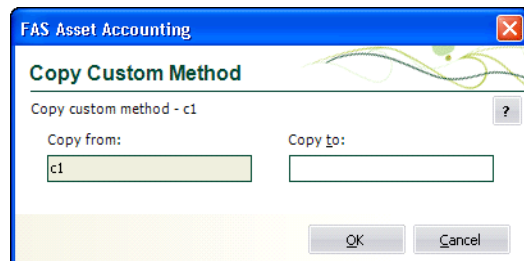 FAS Asset Accounting
Copy Custom Method
Copy custom method - c1
?
Copy from:
Copy to:
c1
OK
Cancel